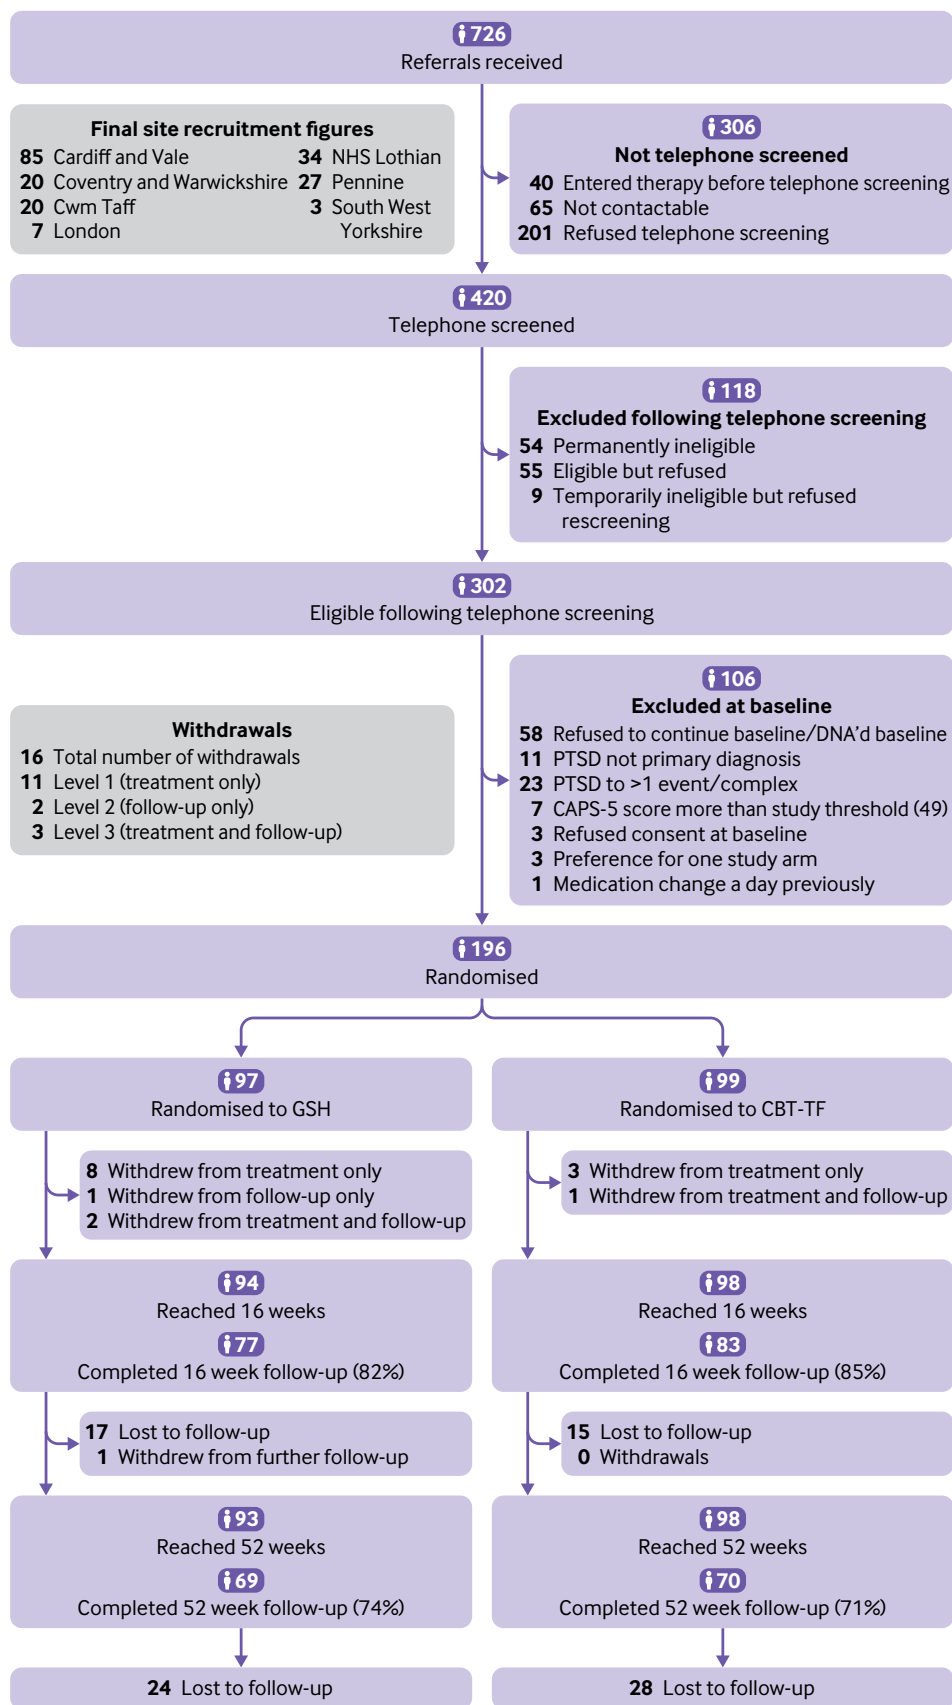 726
Referrals received
Final site recruitment figures
85 Cardiff and Vale
20 Coventry and Warwickshire
20 Cwm Taff
7 London
34 NHS Lothian
27 Pennine
3 South West
Yorkshire
306
Not telephone screened
40 Entered therapy before telephone screening
65 Not contactable
201 Refused telephone screening
420
Telephone screened
118
Excluded following telephone screening
54 Permanently ineligible
55 Eligible but refused
9 Temporarily ineligible but refused
rescreening
302
Eligible following telephone screening
106
Excluded at baseline
58 Refused to continue baseline/DNA'd baseline
11 PTSD not primary diagnosis
23 PTSD to >1 event/complex
7 CAPS-5 score more than study threshold (49)
3 Refused consent at baseline
3 Preference for one study arm
1 Medication change a day previously
Withdrawals
16 Total number of withdrawals
11 Level 1 (treatment only)
2 Level 2 (follow-up only)
3 Level 3 (treatment and follow-up)
196
Randomised
97
Randomised to GSH
8 Withdrew from treatment only
1 Withdrew from follow-up only
2 Withdrew from treatment and follow-up
94
Reached 16 weeks
77
Completed 16 week follow-up (82%)
17 Lost to follow-up
1 Withdrew from further follow-up
93
Reached 52 weeks
69
Completed 52 week follow-up (74%)
24 Lost to follow-up
99
Randomised to CBT-TF
3 Withdrew from treatment only
1 Withdrew from treatment and follow-up
98
Reached 16 weeks
83
Completed 16 week follow-up (85%)
15 Lost to follow-up
0 Withdrawals
98
Reached 52 weeks
70
Completed 52 week follow-up (71%)
28 Lost to follow-up